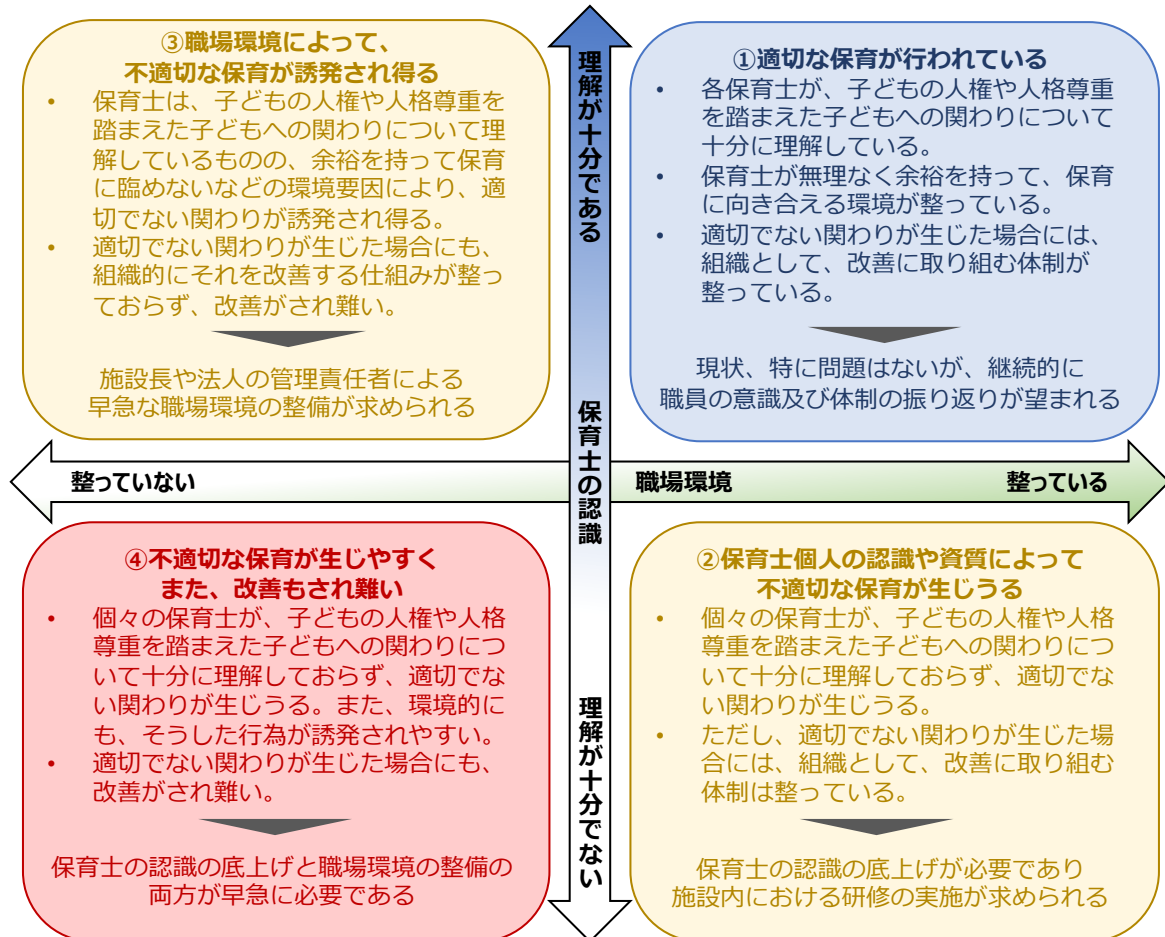 ③職場環境によって、
不適切な保育が誘発され得る
• 保育士は、子どもの人権や人格尊重を
踏まえた子どもへの関わりについて理
解しているものの、余裕を持って保育
に臨めないなどの環境要因により、適
切でない関わりが誘発され得る。
• 適切でない関わりが生じた場合にも、
組織的にそれを改善する仕組みが整っ
ておらず、改善がされ難い。
施設長や法人の管理責任者による
早急な職場環境の整備が求められる
理解が十分である
①適切な保育が行われている
• 各保育士が、子どもの人権や人格尊重
を踏まえた子どもへの関わりについて
十分に理解している。
• 保育士が無理なく余裕を持って、保育
に向き合える環境が整っている。
• 適切でない関わりが生じた場合には、
組織として、改善に取り組む体制が
整っている。
現状、特に問題はないが、継続的に
職員の意識及び体制の振り返りが望まれる
保育士の認識
整っていない
職場環境
整っている
④不適切な保育が生じやすく
また、改善もされ難い
• 個々の保育士が、子どもの人権や人格
尊重を踏まえた子どもへの関わりにつ
いて十分に理解しておらず、適切でな
い関わりが生じうる。また、環境的に
も、そうした行為が誘発されやすい。
• 適切でない関わりが生じた場合にも、
改善がされ難い。
保育士の認識の底上げと職場環境の整備の
両方が早急に必要である
理解が十分でない
②保育士個人の認識や資質によって
不適切な保育が生じうる
• 個々の保育士が、子どもの人権や人格
尊重を踏まえた子どもへの関わりにつ
いて十分に理解しておらず、適切でな
い関わりが生じうる。
• ただし、適切でない関わりが生じた場
合には、組織として、改善に取り組む
体制は整っている。
保育士の認識の底上げが必要であり
施設内における研修の実施が求められる